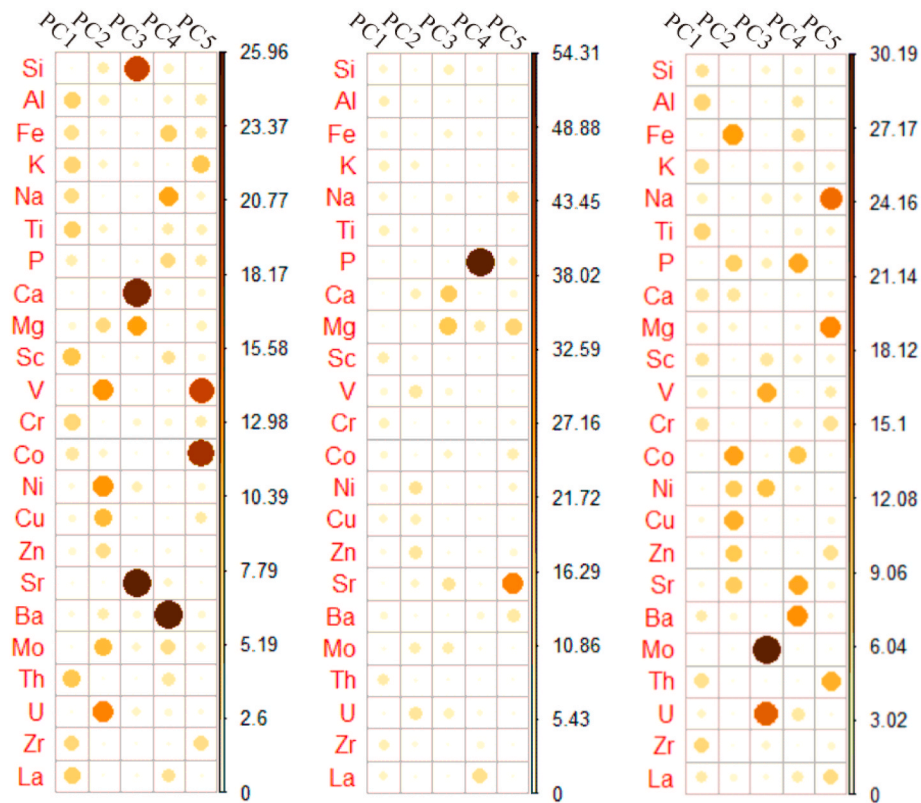 PC1 PC2 PC3 PC4 PC5
Si
Al
Fe
K
Na
Ti
P
Ca
Mg
Sc
V
Cr
Co
Ni
Cu
Zn
Sr
Ba
Mo
Th
U
Zr
La
25.96
23.37
20.77
18.17
15.58
12.98
10.39
7.79
5.19
2.6
0
PC1 PC2 PC3 PC4 PC5
Si
Al
Fe
K
Na
Ti
P
Ca
Mg
Sc
V
Cr
Co
Ni
Cu
Zn
Sr
Ba
Mo
Th
U
Zr
La
54.31
48.88
43.45
38.02
32.59
27.16
21.72
16.29
10.86
5.43
0
PC1 PC2 PC3 PC4 PC5
Si
Al
Fe
K
Na
Ti
P
Ca
Mg
Sc
V
Cr
Co
Ni
Cu
Zn
Sr
Ba
Mo
Th
U
Zr
La
30.19
27.17
24.16
21.14
18.12
15.1
12.08
9.06
6.04
3.02
0